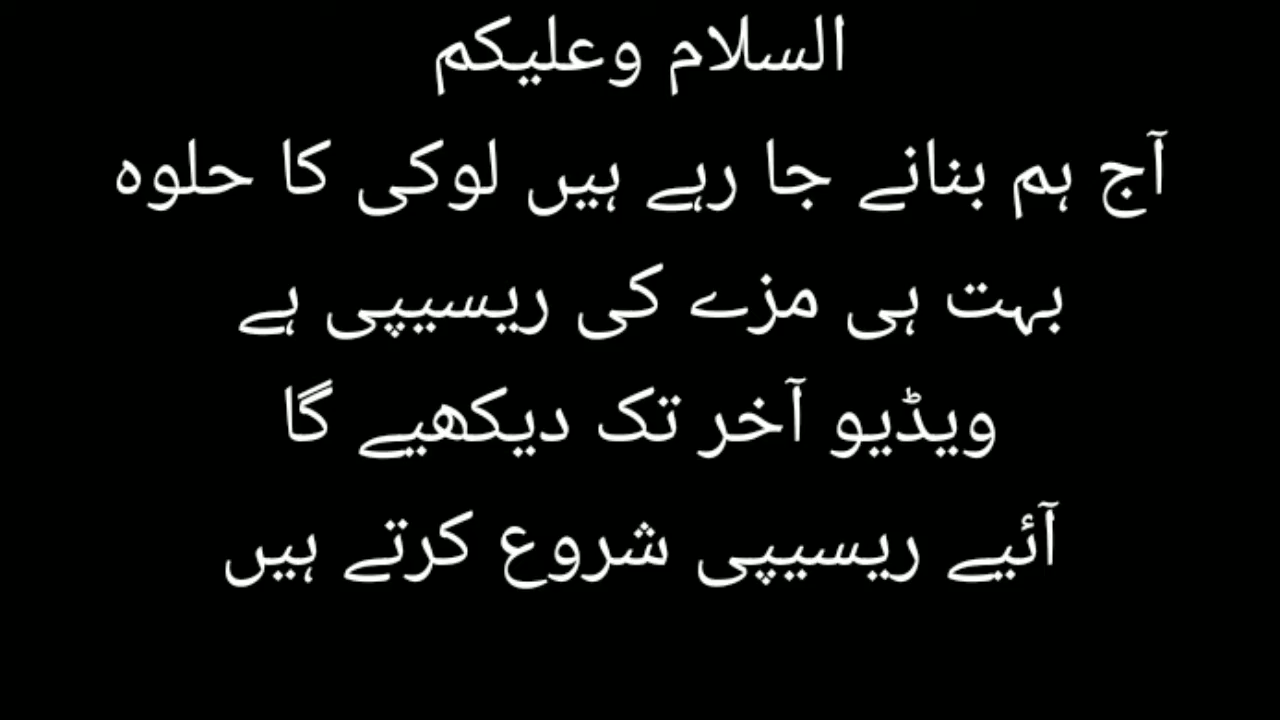 السلام وعلیکم
آج ہم بنانے جا رہے ہیں لوکی کا حلوہ
بہت ہی مزے کی ریسیپی ہے
ویڈیو آخر تک دیکھیے گا
آئیے ریسیپی شروع کرتے ہیں